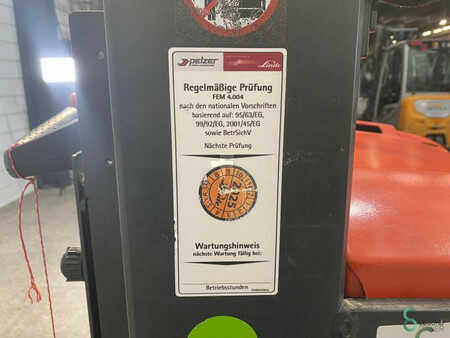 pelzer
Linde
Regelmäßige Prüfung
FEM 4.004
nach den nationalen Vorschriften
basierend auf: 95/63/EG,
99/92/EG, 2001/45/EG
sowie BetrSichV
Nächste Prüfung
2025
Wartungshinweis
nächste Wartung fällig bei:
Betriebsstunden